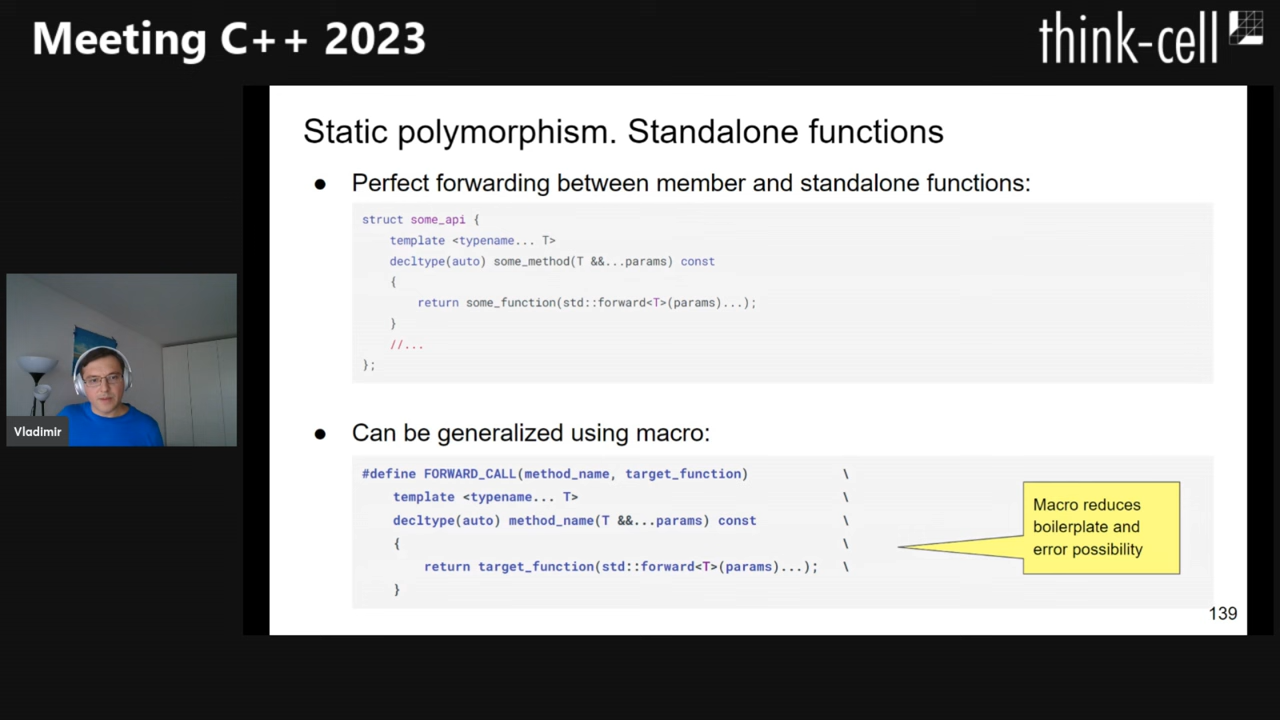 Meeting C++ 2023
think-cell
Static polymorphism. Standalone functions
● Perfect forwarding between member and standalone functions:
struct some_api {
    template <typename... T>
    decltype(auto) some_method(T &&...params) const
    {
        return some_function(std::forward<T>(params)...);
    }
    //...
};
● Can be generalized using macro:
#define FORWARD_CALL(method_name, target_function) \
    template <typename... T> \
    decltype(auto) method_name(T &&...params) const \
    { \
        return target_function(std::forward<T>(params)...); \
    }
Macro reduces
boilerplate and
error possibility
Vladimir
139